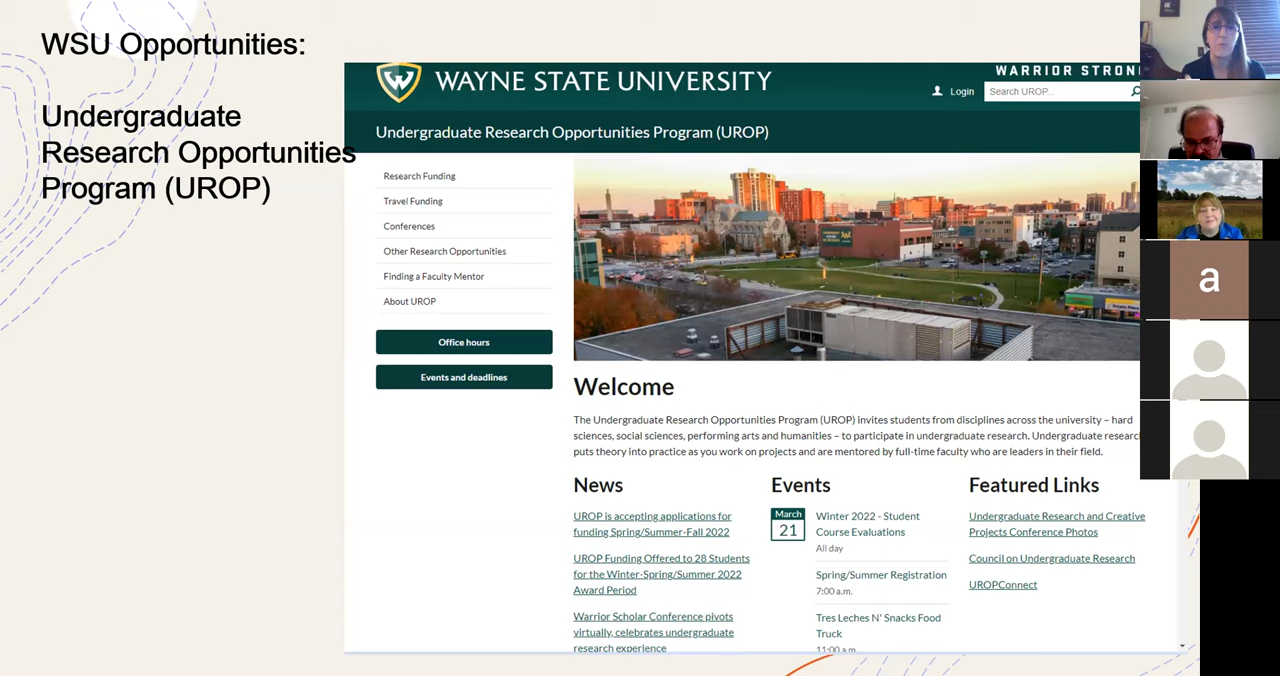 WSU Opportunities:
Undergraduate
Research Opportunities
Program (UROP)
WAYNE STATE UNIVERSITY
WARRIOR STRON
Login
Search UROP...
Undergraduate Research Opportunities Program (UROP)
Research Funding
Travel Funding
Conferences
Other Research Opportunities
Finding a Faculty Mentor
About UROP
Office hours
Events and deadlines
Welcome
The Undergraduate Research Opportunities Program (UROP) invites students from disciplines across the university – hard
sciences, social sciences, performing arts and humanities – to participate in undergraduate research. Undergraduate researc
puts theory into practice as you work on projects and are mentored by full-time faculty who are leaders in their field.
News
UROP is accepting applications for
funding Spring/Summer-Fall 2022
UROP Funding Offered to 28 Students
for the Winter-Spring/Summer 2022
Award Period
Warrior Scholar Conference pivots
virtually, celebrates undergraduate
research experience
Events
March
21
Winter 2022 - Student
Course Evaluations
All day
Spring/Summer Registration
7:00 a.m.
Tres Leches N' Snacks Food
Truck
11:00 a.m.
Featured Links
Undergraduate Research and Creative
Projects Conference Photos
Council on Undergraduate Research
UROPConnect
a